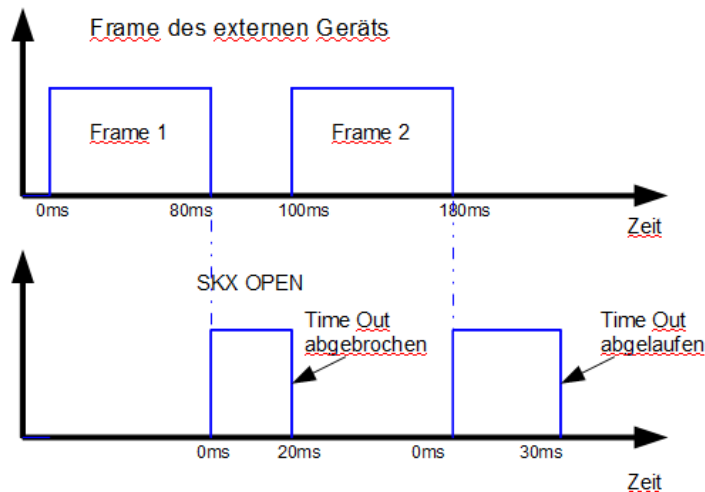 Frame des externen Geräts
Frame 1
Frame 2
0ms
80ms
100ms
180ms
Zeit
SKX OPEN
Time Out
abgebrochen
Time Out
abgelaufen
0ms
20ms
0ms
30ms
Zeit